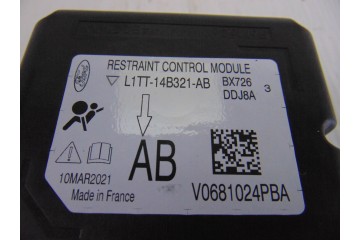 RESTRAINT CONTROL MODULE
L1TT-14B321-AB BX726
DDJ8A 3
AB
10MAR2021
Made in France
V0681024PBA